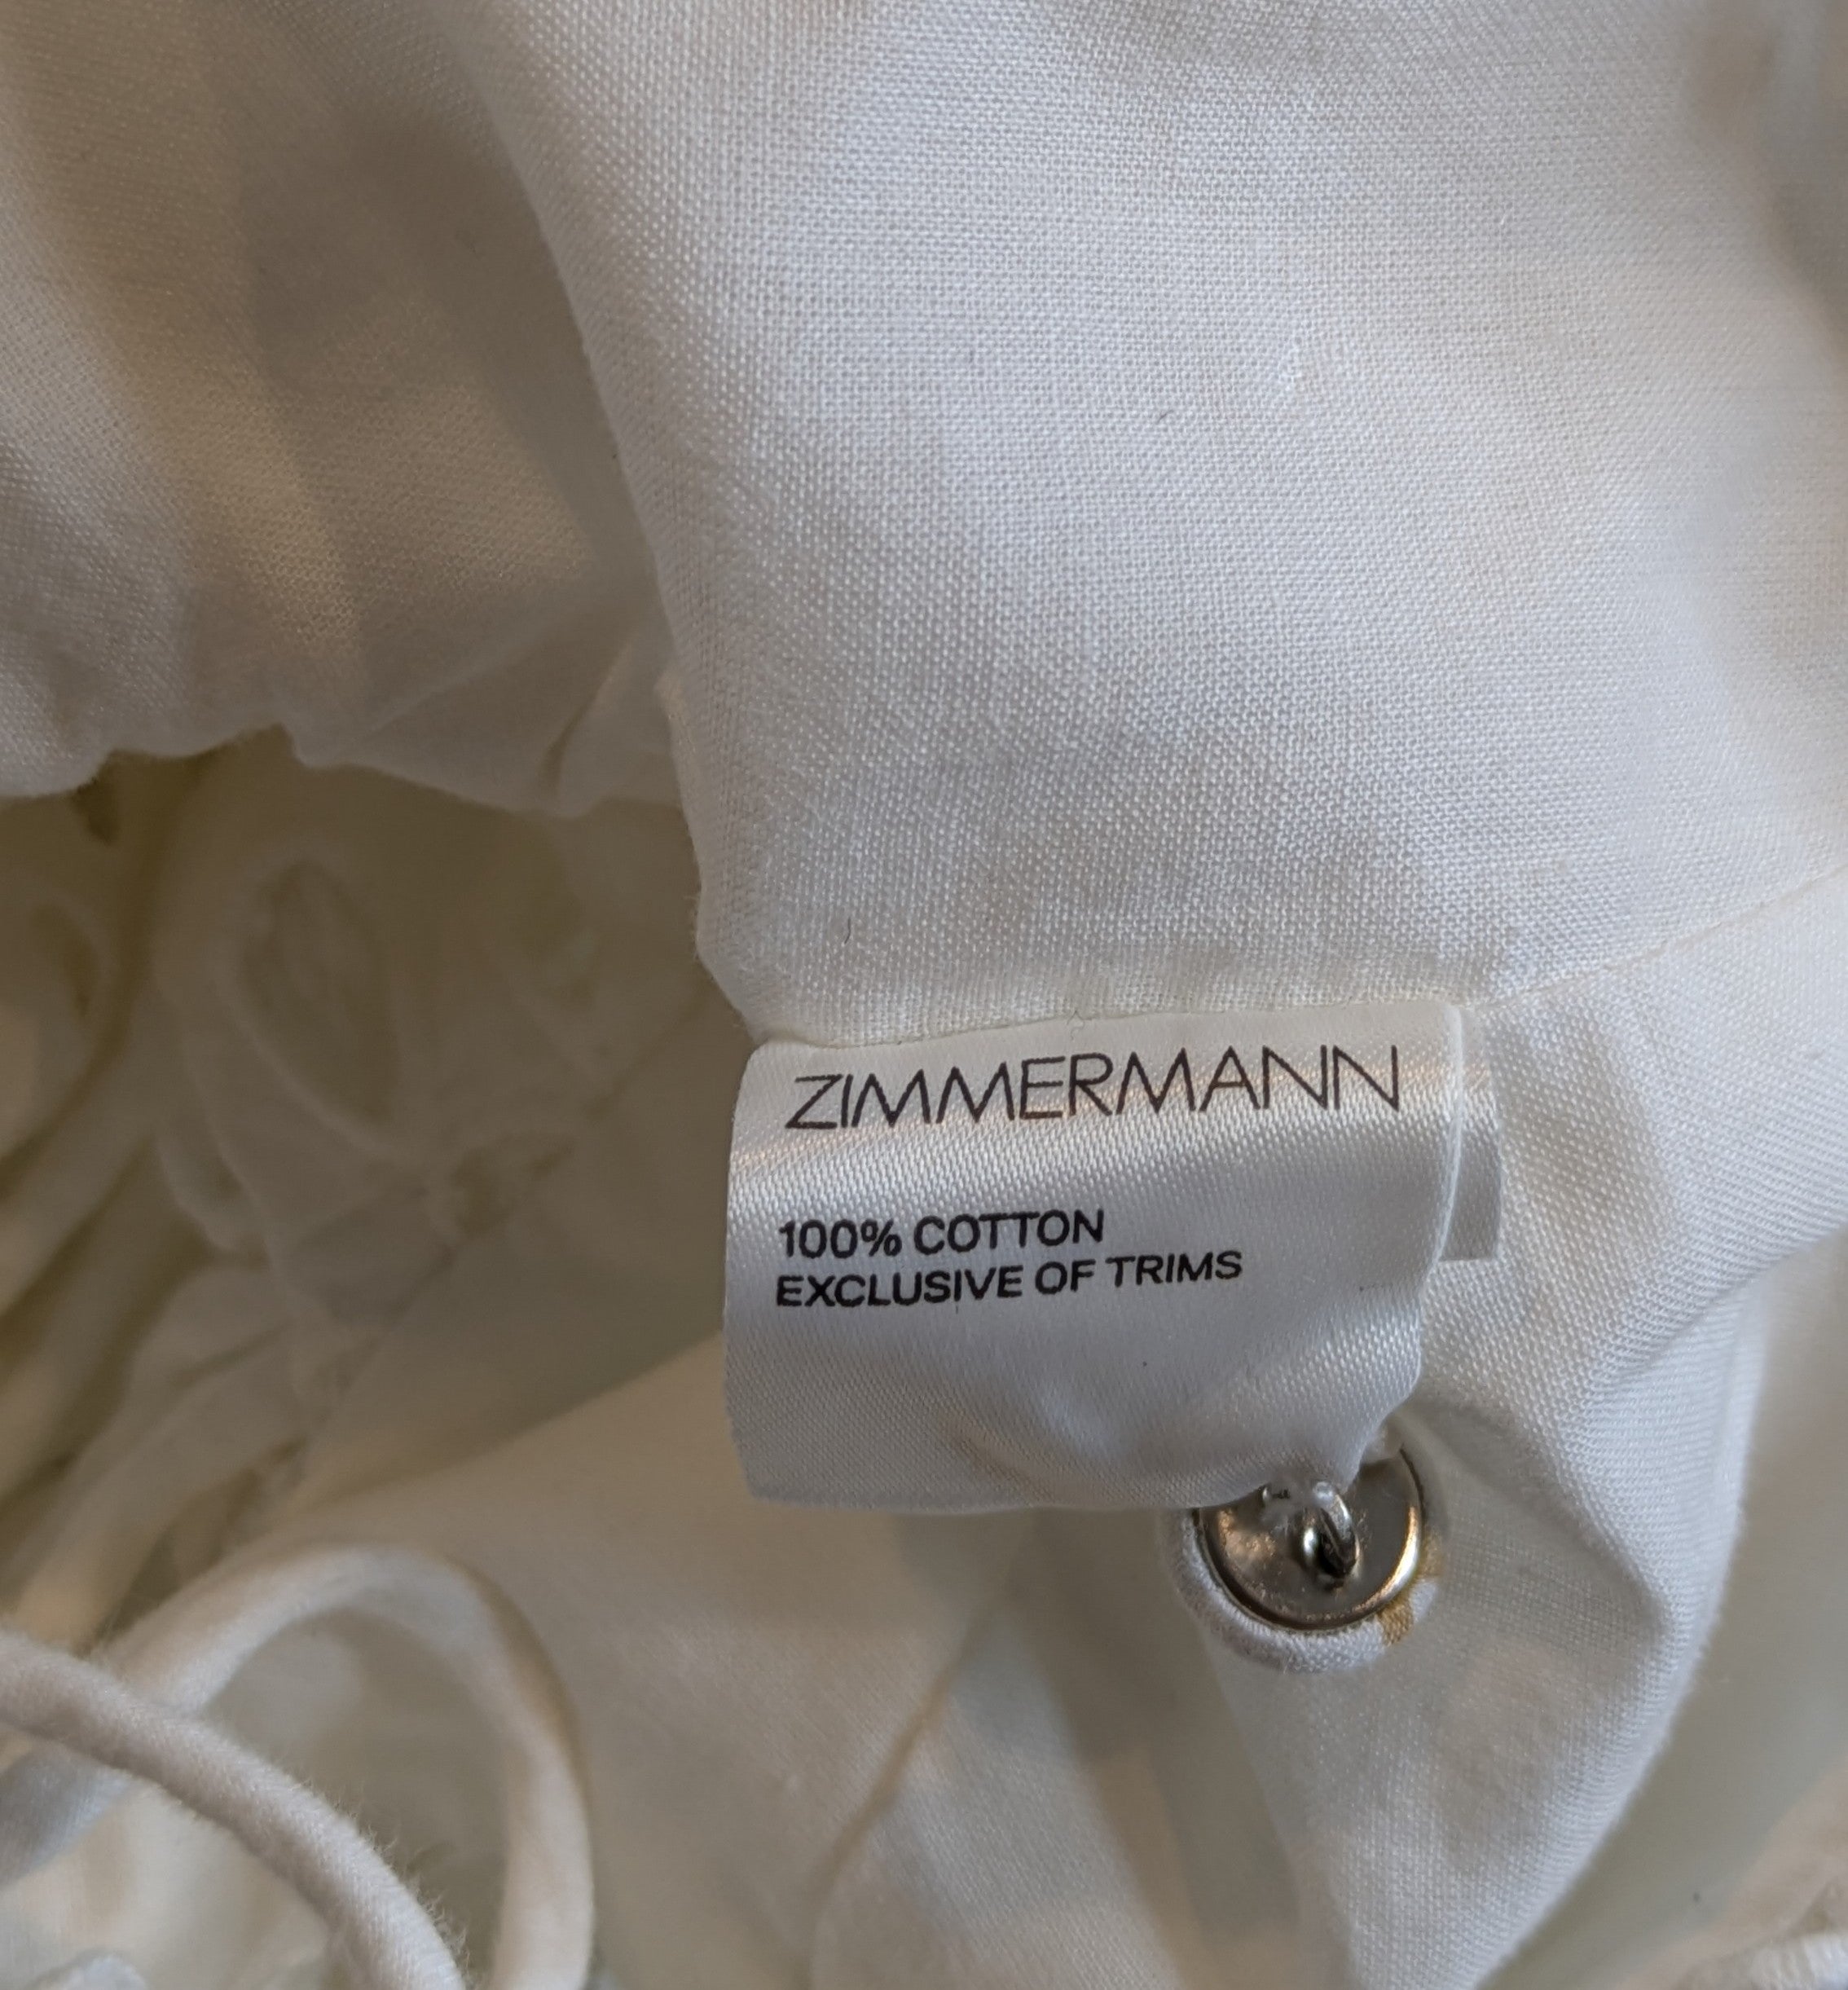 ZIMMERMANN
100% COTTON
EXCLUSIVE OF TRIMS